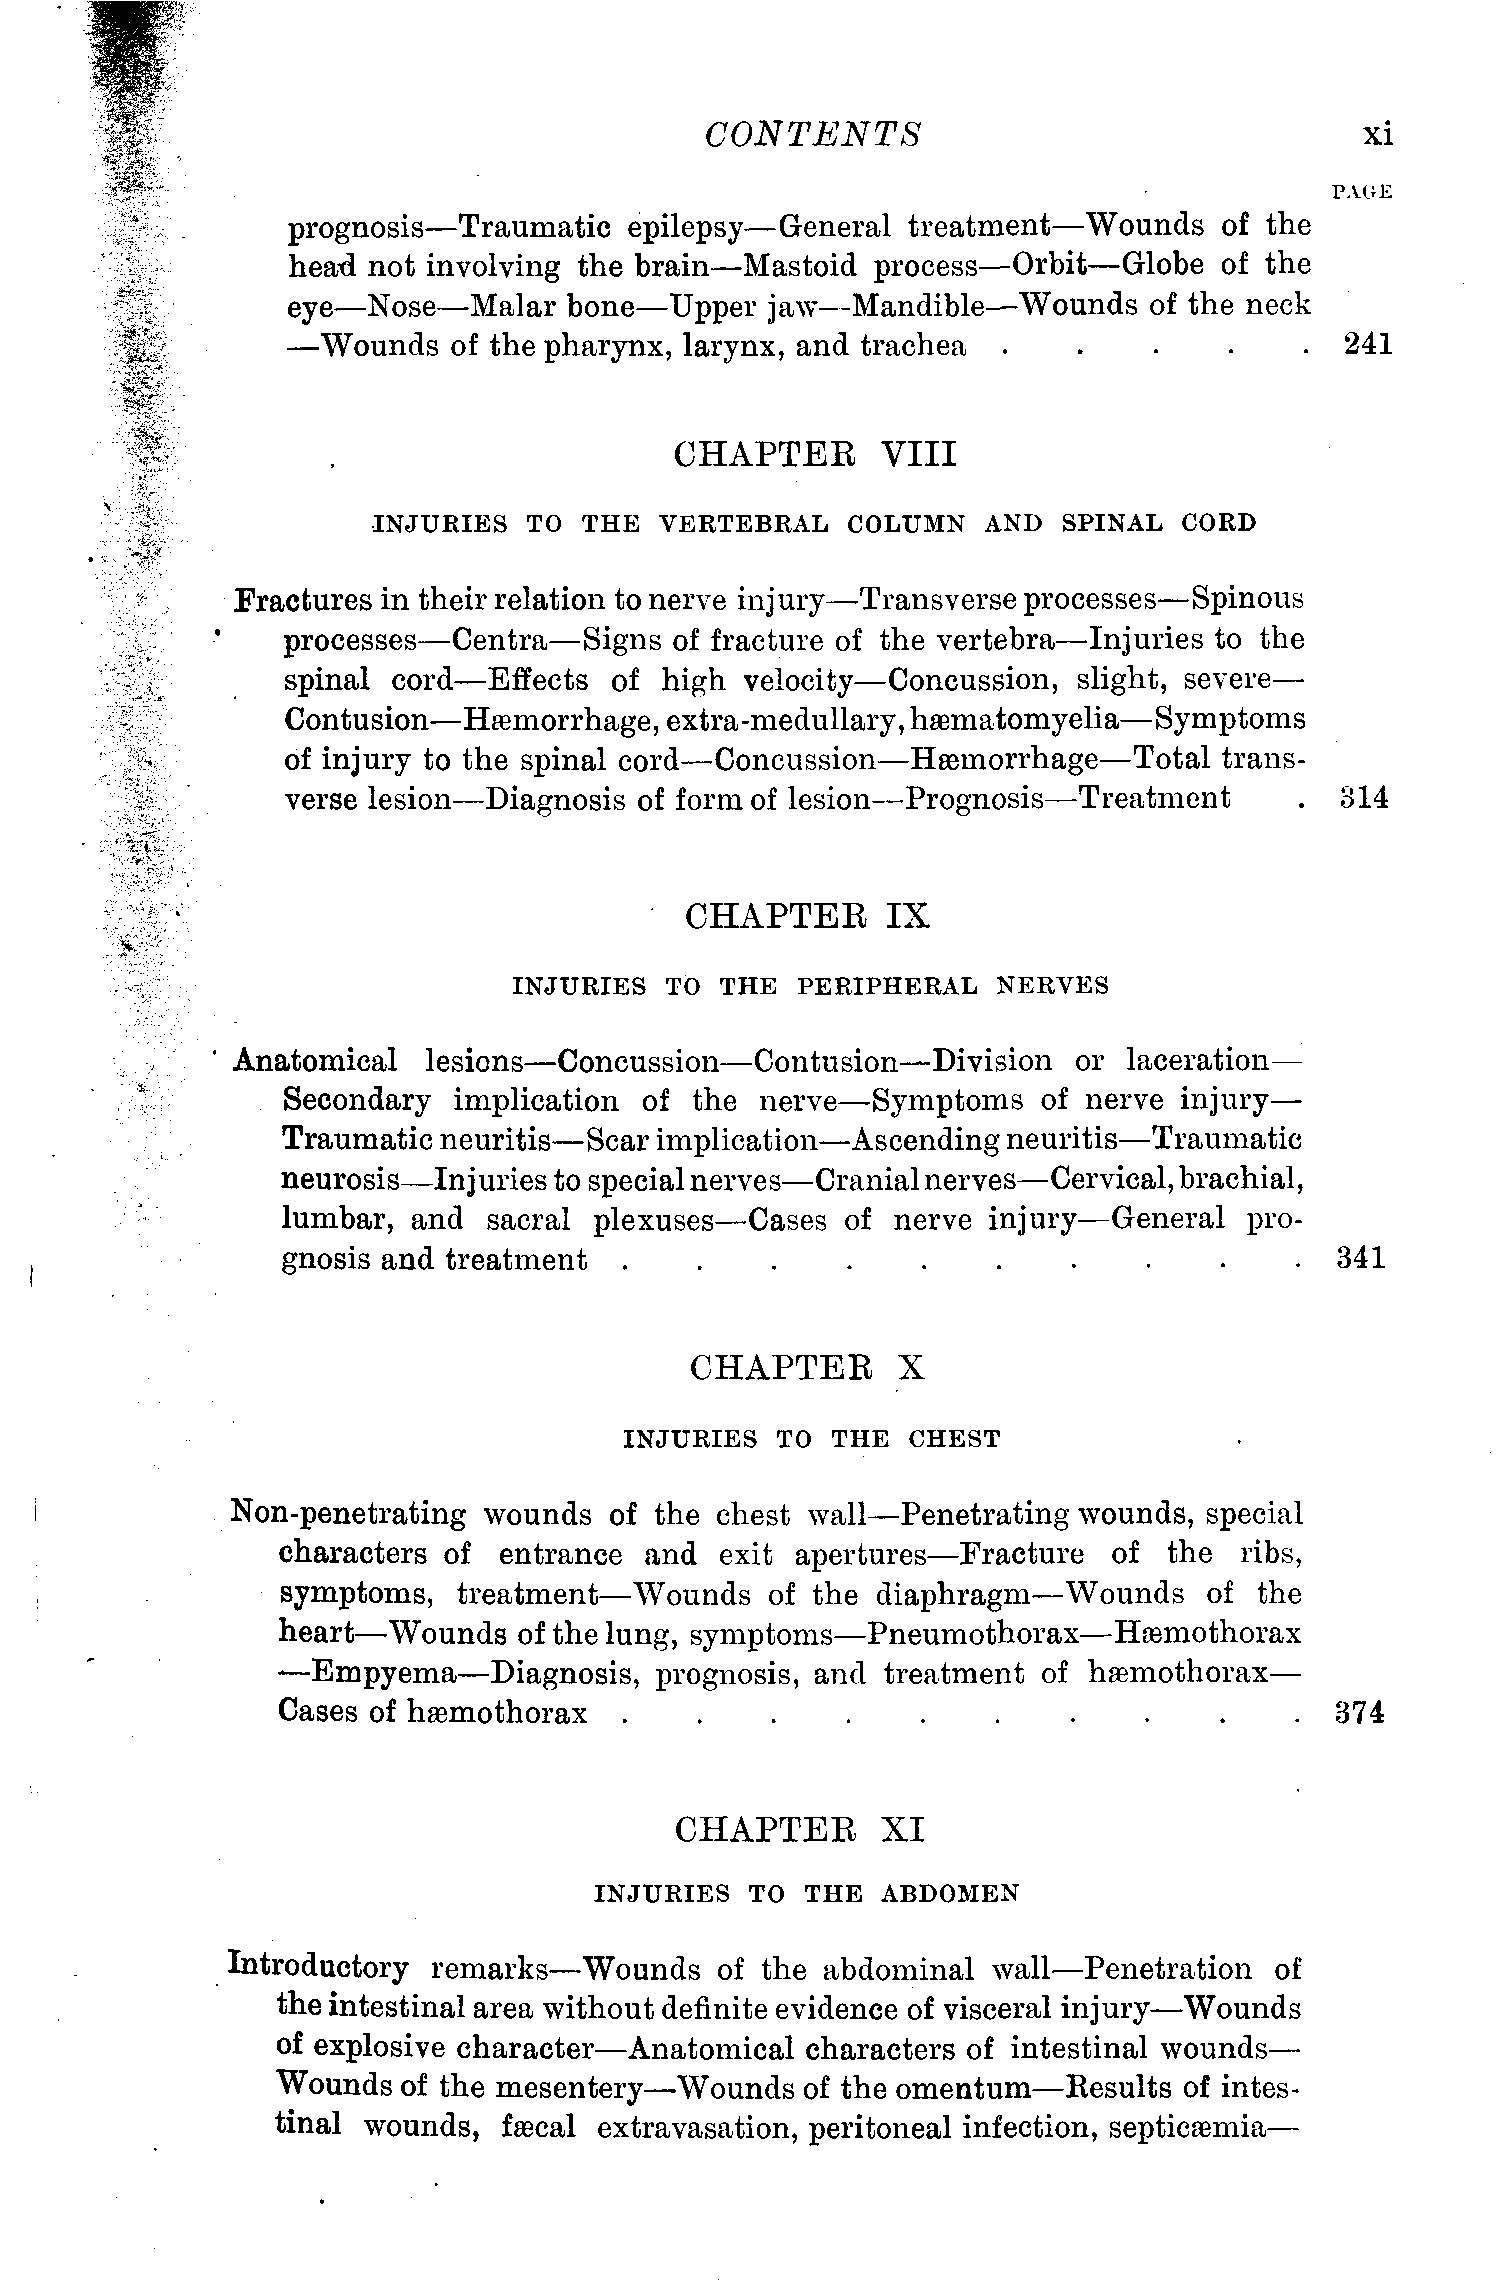 CONTENTS xi
PAGE
prognosis—Traumatic epilepsy—General treatment—Wounds of the
head not involving the brain—Mastoid process—Orbit—Globe of the
eye—Nose—Malar bone—Upper jaw—Mandible—Wounds of the neck
—Wounds of the pharynx, larynx, and trachea . . . . . 241
CHAPTER VIII
INJURIES TO THE VERTEBRAL COLUMN AND SPINAL CORD
Fractures in their relation to nerve injury—Transverse processes—Spinous
processes—Centra—Signs of fracture of the vertebra—Injuries to the
spinal cord—Effects of high velocity—Concussion, slight, severe—
Contusion—Hæmorrhage, extra-medullary, hæmatomyelia—Symptoms
of injury to the spinal cord—Concussion—Hæmorrhage—Total trans-
verse lesion—Diagnosis of form of lesion—Prognosis—Treatment . 314
CHAPTER IX
INJURIES TO THE PERIPHERAL NERVES
Anatomical lesions—Concussion—Contusion—Division or laceration—
Secondary implication of the nerve—Symptoms of nerve injury—
Traumatic neuritis—Scar implication—Ascending neuritis—Traumatic
neurosis—Injuries to special nerves—Cranial nerves—Cervical, brachial,
lumbar, and sacral plexuses—Cases of nerve injury—General pro-
gnosis and treatment . . . . . . . . . . 341
CHAPTER X
INJURIES TO THE CHEST
Non-penetrating wounds of the chest wall—Penetrating wounds, special
characters of entrance and exit apertures—Fracture of the ribs,
symptoms, treatment—Wounds of the diaphragm—Wounds of the
heart—Wounds of the lung, symptoms—Pneumothorax—Hæmothorax
—Empyema—Diagnosis, prognosis, and treatment of hæmothorax—
Cases of hæmothorax . . . . . . . . . . 374
CHAPTER XI
INJURIES TO THE ABDOMEN
Introductory remarks—Wounds of the abdominal wall—Penetration of
the intestinal area without definite evidence of visceral injury—Wounds
of explosive character—Anatomical characters of intestinal wounds—
Wounds of the mesentery—Wounds of the omentum—Results of intes-
tinal wounds, fæcal extravasation, peritoneal infection, septicæmia—